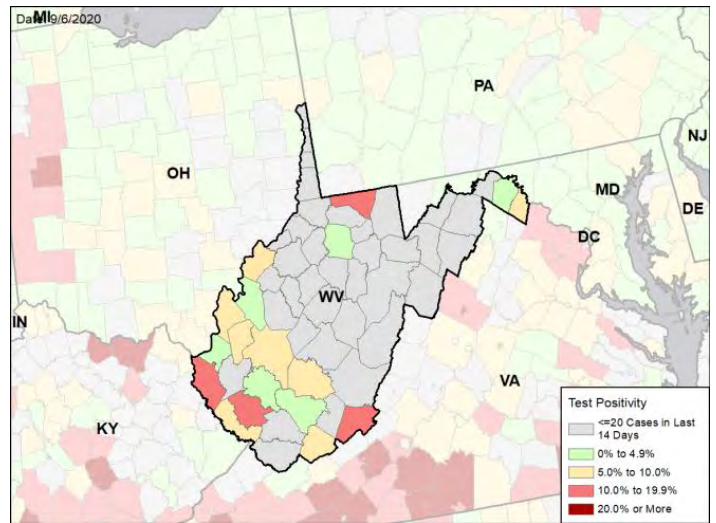 Date: 9/6/2020
MI
PA
NJ
OH
MD
DE
DC
WV
IN
VA
KY
Test Positivity
<=20 Cases in Last
14 Days
0% to 4.9%
5.0% to 10.0%
10.0% to 19.9%
20.0% or More